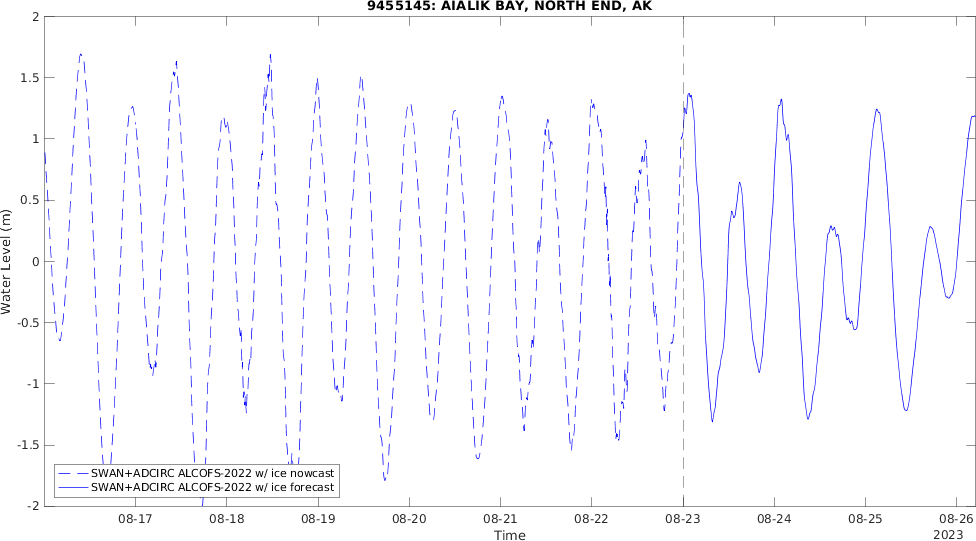 9455145: AIALIK BAY, NORTH END, AK
2
1.5
1
0.5
0
-0.5
-1
-1.5
-2
Water Level (m)
SWAN+ADCIRC ALCOFS-2022 w/ ice nowcast
SWAN+ADCIRC ALCOFS-2022 w/ ice forecast
08-17 08-18 08-19 08-20 08-21 08-22 08-23 08-24 08-25 08-26
Time 2023